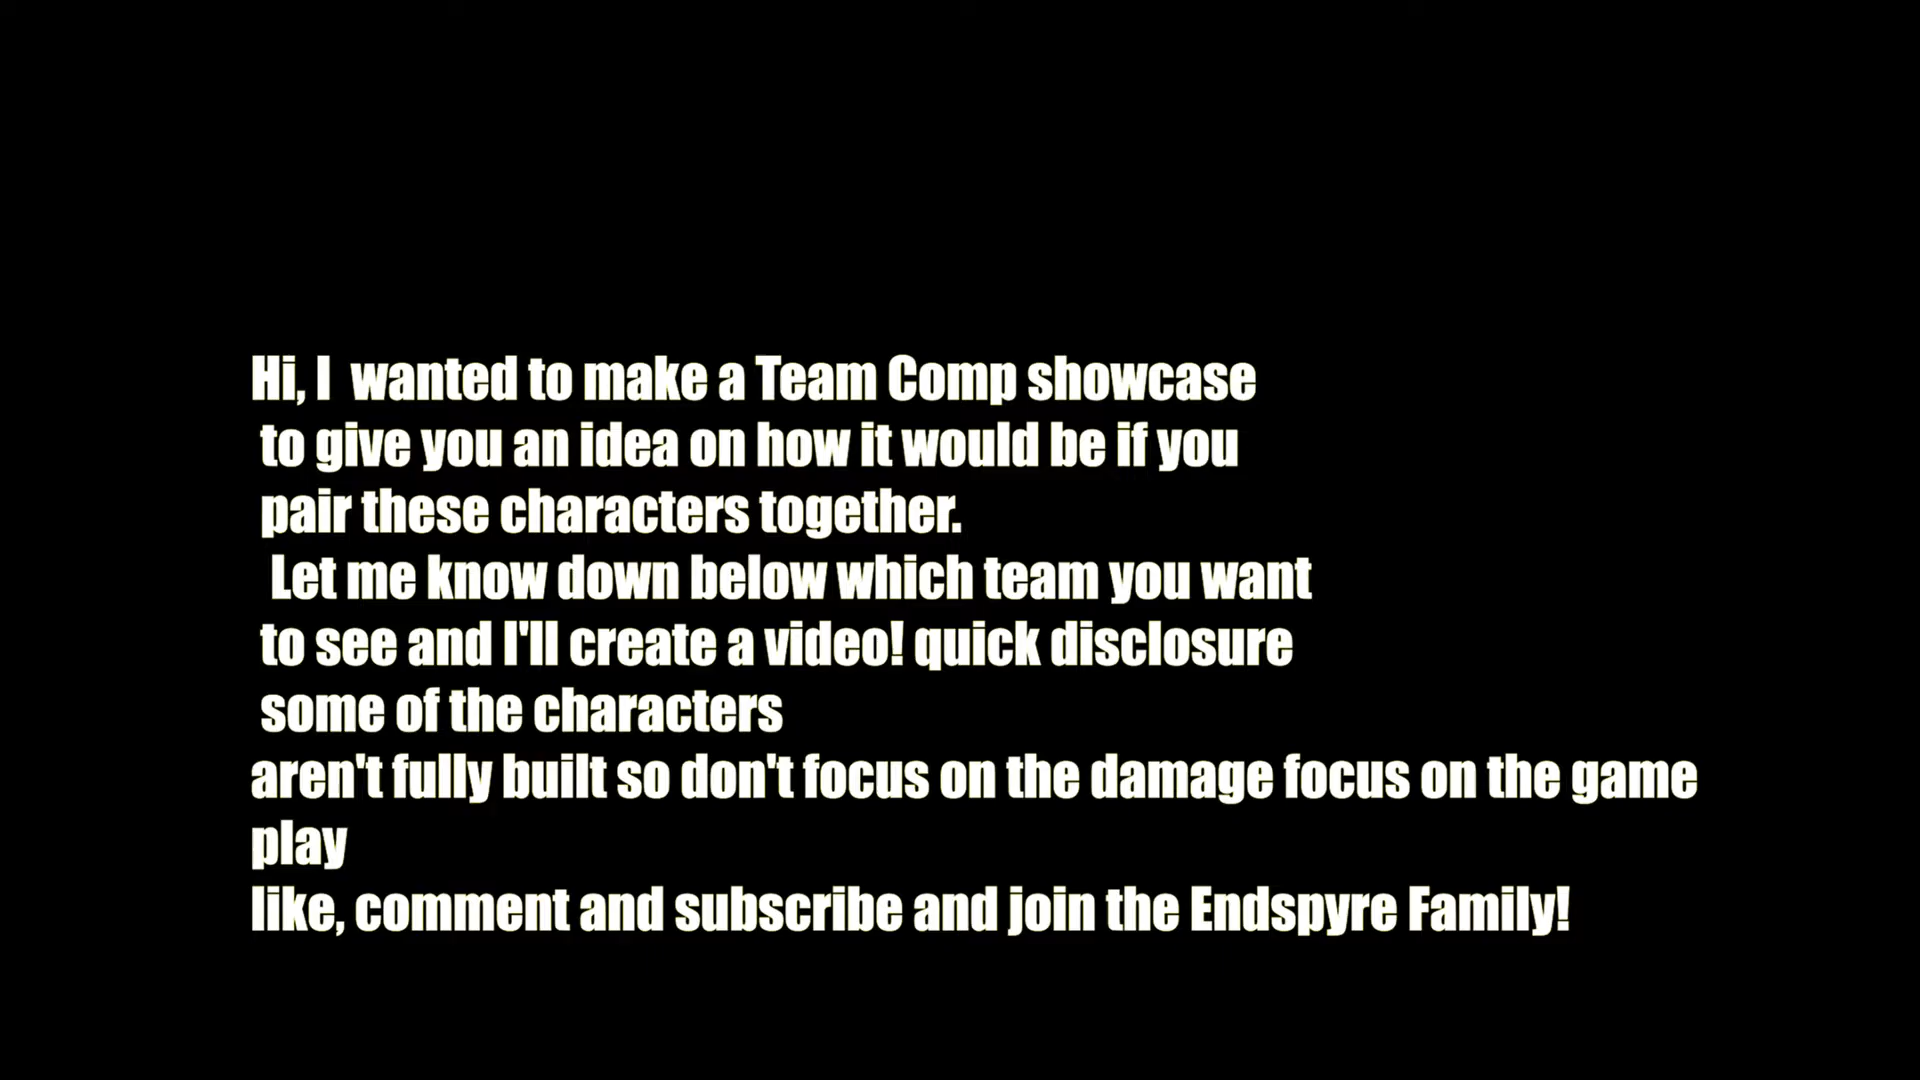 Hi, I  wanted to make a Team Comp showcase
to give you an idea on how it would be if you
pair these characters together.
Let me know down below which team you want
to see and I'll create a video! quick disclosure
some of the characters
aren't fully built so don't focus on the damage focus on the game
play
like, comment and subscribe and join the Endspyre Family!